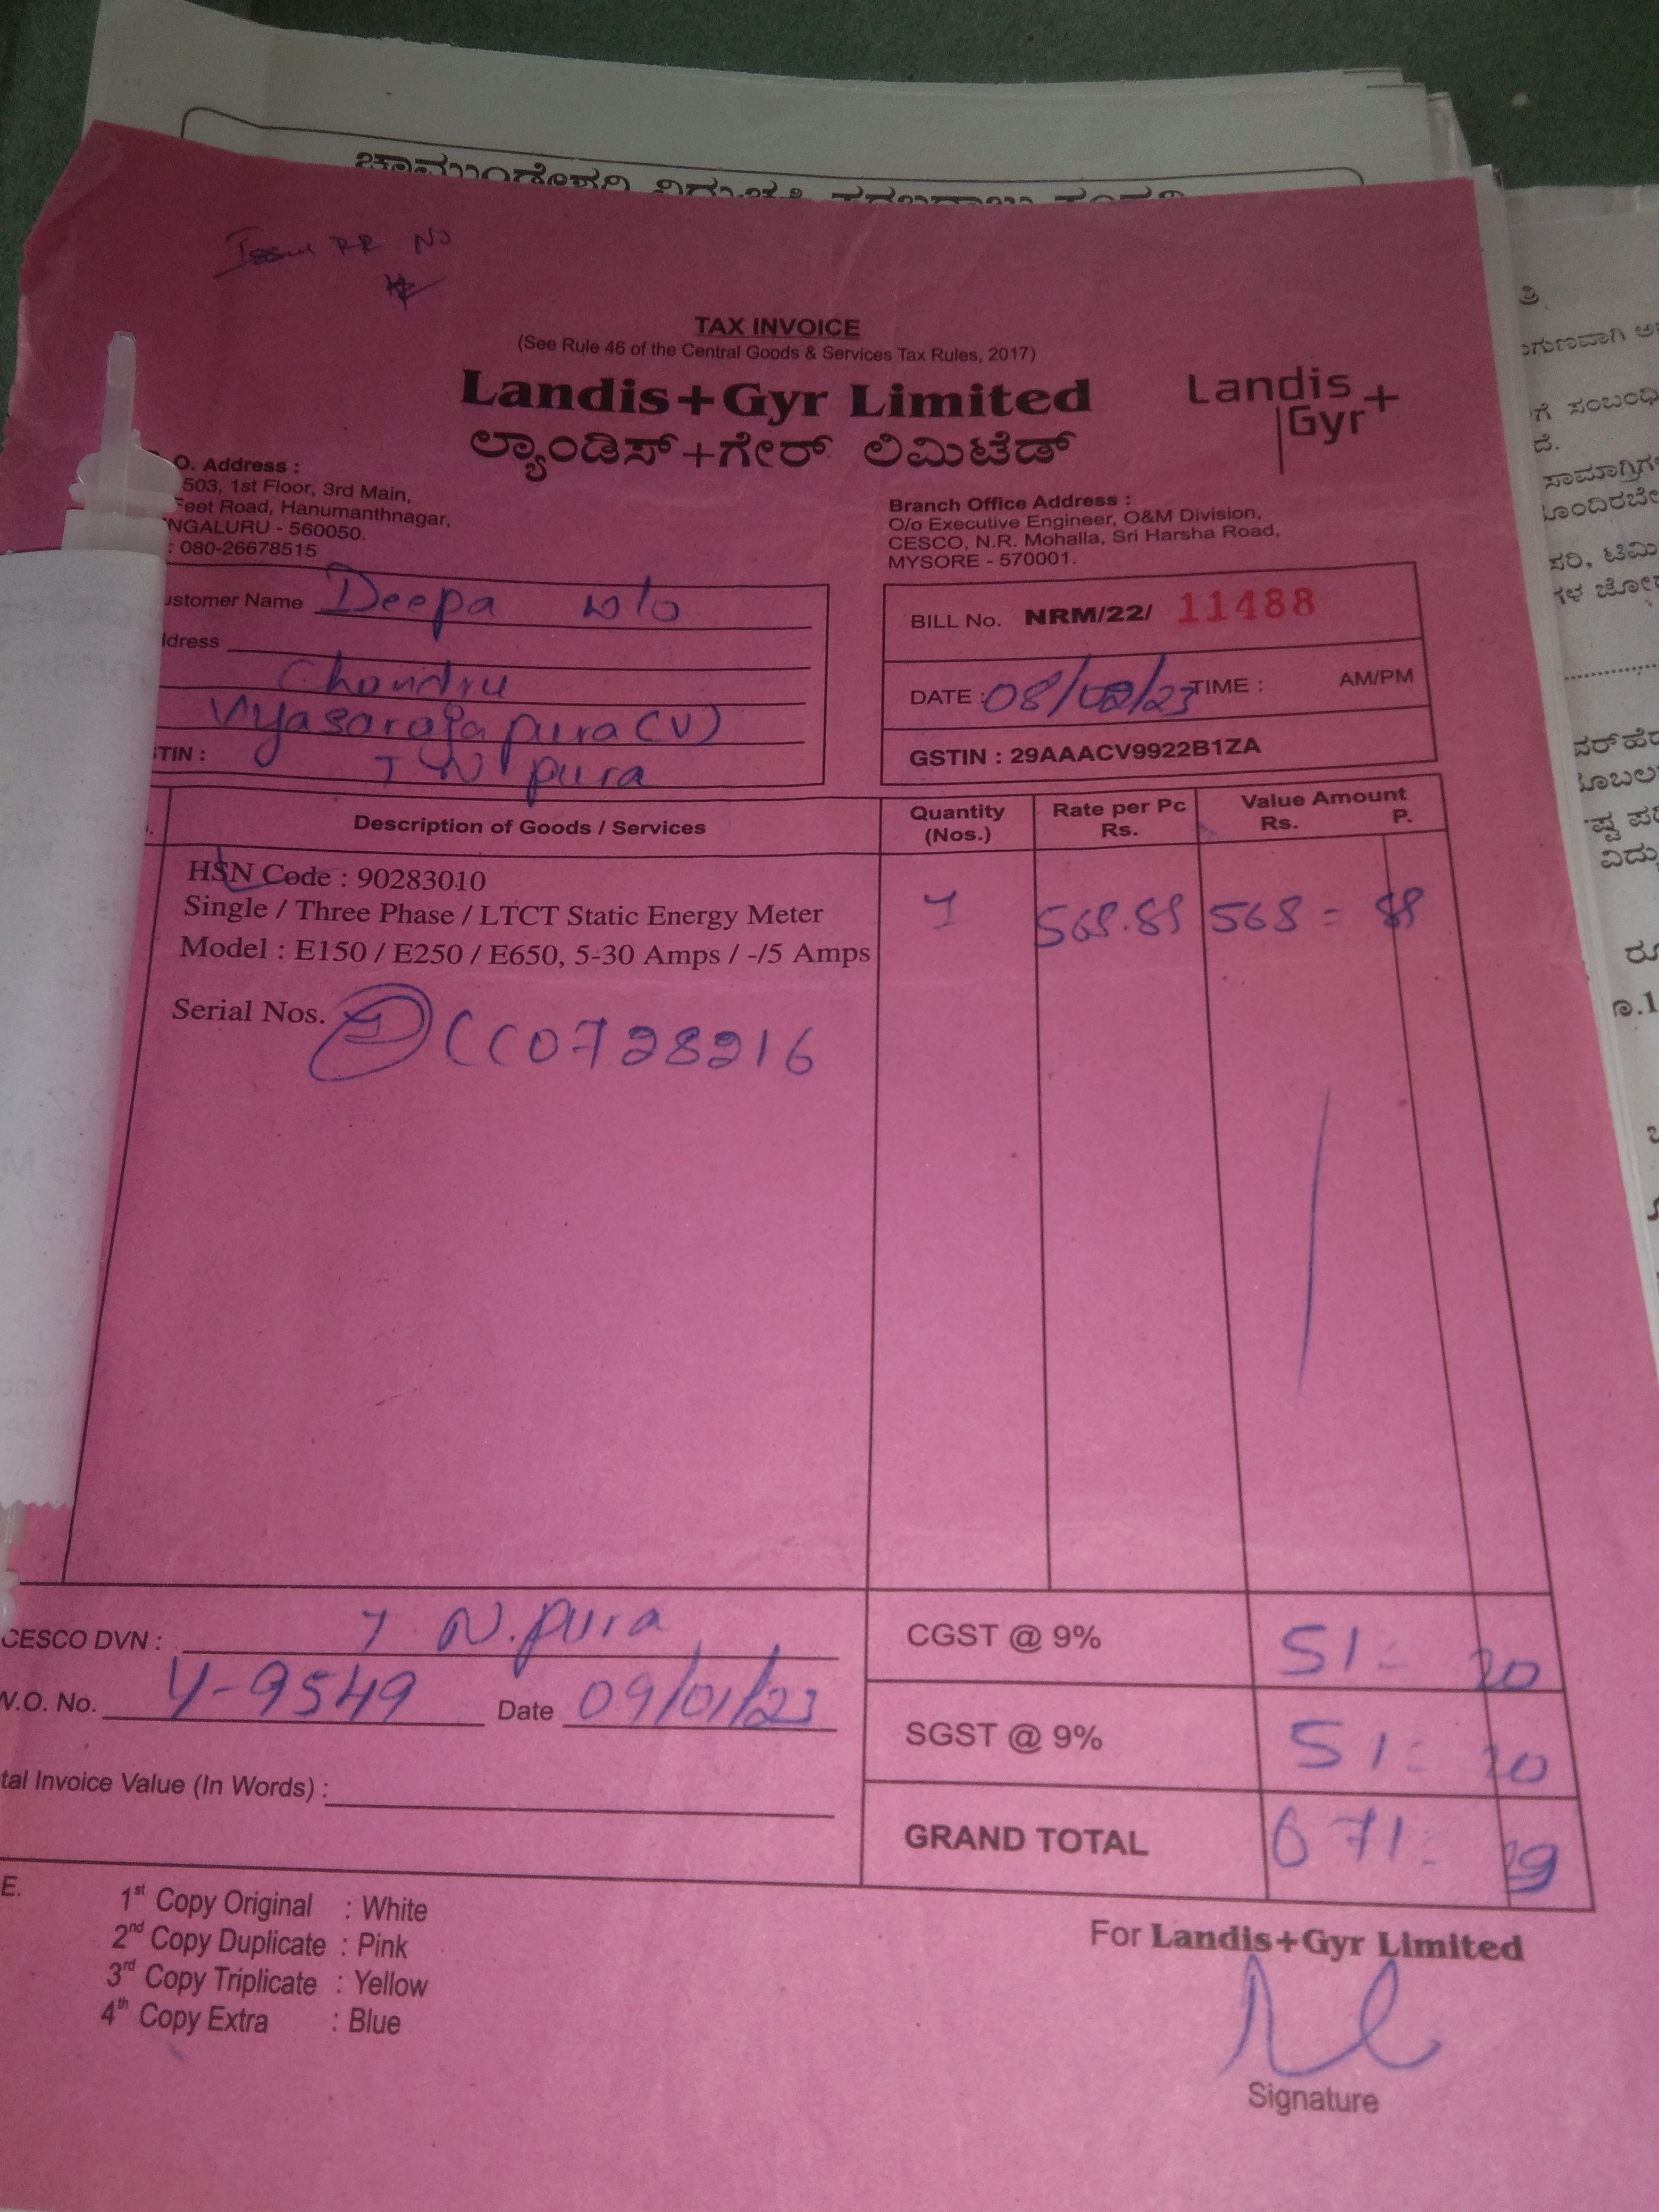 ಚಾಮುಂಡೇಶ್ವರಿ ವಿದ್ಯುಚ್ಛಕ್ತಿ ಸರಬರಾಜು
Issue RR No
TAX INVOICE
(See Rule 46 of the Central Goods & Services Tax Rules, 2017)
Landis+Gyr Limited
Landis+
Gyr
ಲ್ಯಾಂಡಿಸ್+ಗೇರ್ ಲಿಮಿಟೆಡ್
O. Address :
503, 1st Floor, 3rd Main,
Feet Road, Hanumanthnagar,
NGALURU - 560050.
: 080-26678515
Branch Office Address :
O/o Executive Engineer, O&M Division,
CESCO, N.R. Mohalla, Sri Harsha Road,
MYSORE - 570001.
ustomer Name Deepa w/o
ddress
Chandru
Vyasarajapura (V)
TIN : T N pura
BILL No. NRM/22/ 11488
DATE : 08/02/23 TIME : AM/PM
GSTIN : 29AAACV9922B1ZA
Description of Goods / Services Quantity (Nos.) Rate per Pc Rs. Value Amount Rs. P.
HSN Code : 90283010
Single / Three Phase / LTCT Static Energy Meter 1 568.89 568 = 89
Model : E150 / E250 / E650, 5-30 Amps / -/5 Amps
Serial Nos. 1 CC0728216
CESCO DVN : T. N. pura
W.O. No. Y-9549 Date 09/01/23
tal Invoice Value (In Words) :
CGST @ 9% 51 = 20
SGST @ 9% 51 = 20
GRAND TOTAL 671 = 29
E.
1st Copy Original : White
2nd Copy Duplicate : Pink
3rd Copy Triplicate : Yellow
4th Copy Extra : Blue
For Landis+Gyr Limited
Signature